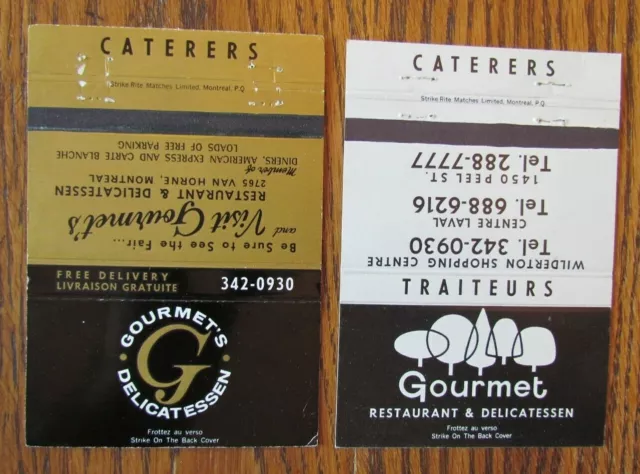 CATERERS
Strike-Rite Matches Limited, Montreal, P.Q.
Be Sure to See the Fair...
and Visit Gourmet's
RESTAURANT & DELICATESSEN
2765 VAN HORNE, MONTREAL
Member of
DINERS, AMERICAN EXPRESS AND CARTE BLANCHE
LOADS OF FREE PARKING
FREE DELIVERY
LIVRAISON GRATUITE
342-0930
GOURMET'S
G
DELICATESSEN
Frottez au verso
Strike On The Back Cover
CATERERS
Strike-Rite Matches Limited, Montreal, P.Q.
WILDERTON SHOPPING CENTRE
Tel. 342-0930
CENTRE LAVAL
Tel. 688-6216
1450 PEEL ST.
Tel. 288-7777
TRAITEURS
Gourmet
RESTAURANT & DELICATESSEN
Frottez au verso
Strike On The Back Cover